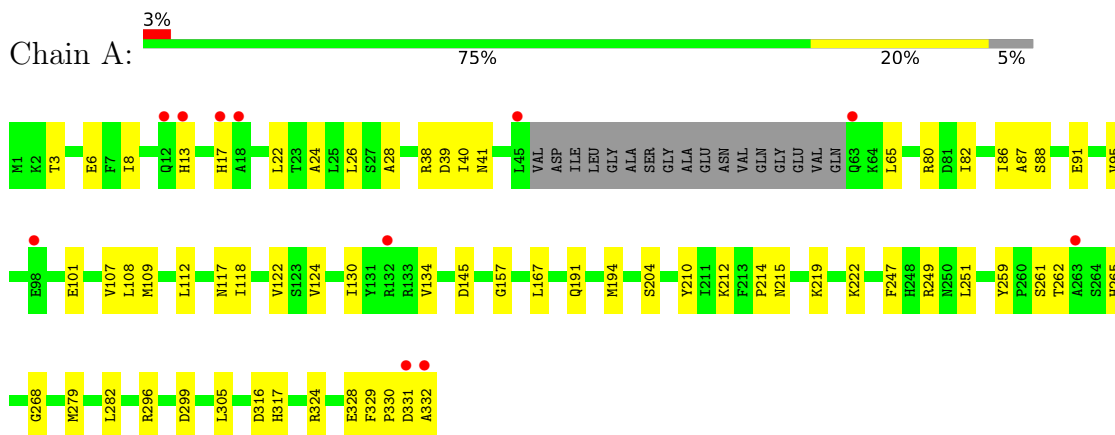 3%
Chain A:
75% 20% 5%
M1 K2 T3 E6 F7 I8 Q12 H13 H17 A18 L22 T23 A24 L25 L26 S27 A28 R38 D39 I40 N41 L45 VAL ASP ILE LEU GLY ALA SER GLY GLY ALA GLU ASN VAL GLN GLY GLU VAL GLN Q63 K64 L65 R80 D81 I82 I86 A87 S88 E91 V95
E98 E101 V107 L108 M109 L112 N117 I118 V122 S123 V124 I130 Y131 R132 R133 V134 D145 G157 L167 Q191 M194 S204 Y210 I211 K212 F213 P214 N215 K219 K222 F247 H248 R249 N250 L251 Y259 P260 S261 T262 A263 S264 H265
G268 M279 L282 R296 D299 L305 D316 H317 R324 E328 F329 P330 D331 A332